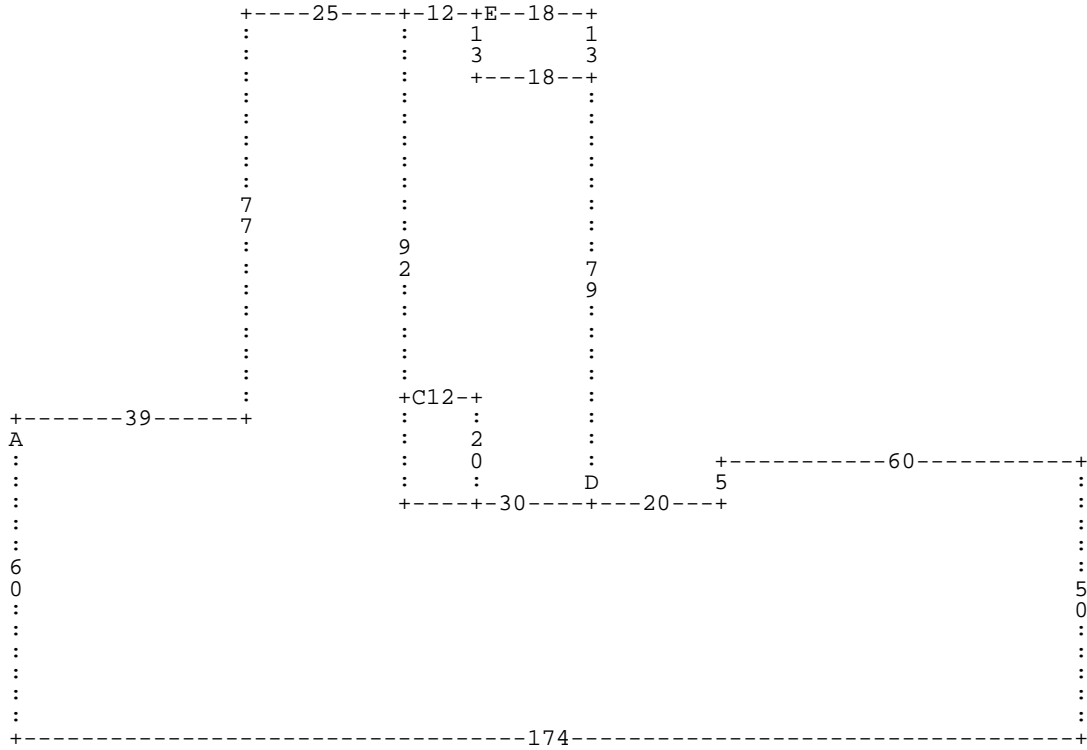 +----25----+-12-+E--18--+
: : 1 1
: : 3 3
: : +---18--+
: : :
: : :
: : :
: : :
: : :
7 : :
7 : :
: 9 :
: 2 7
: : 9
: : :
: : :
: : :
: : :
: +C12-+ :
+-------39------+ : : :
A : 2 :
: : 0 : +----------60-----------+
: : : D 5 :
: +----+-30----+---20---+ :
: :
: :
6 :
0 5
: 0
: :
: :
: :
: :
: :
+-----------------------------------174-----------------------------------+